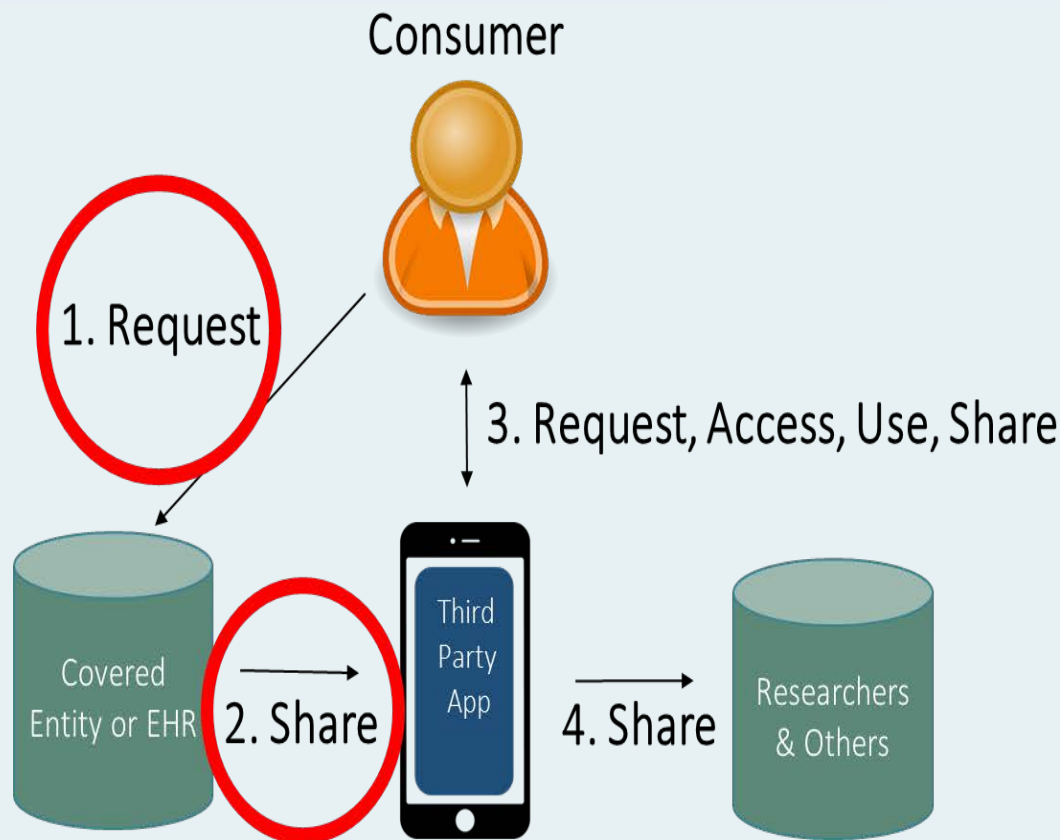 Consumer
1. Request
3. Request, Access, Use, Share
Covered
Entity or EHR
2. Share
Third
Party
App
4. Share
Researchers
& Others